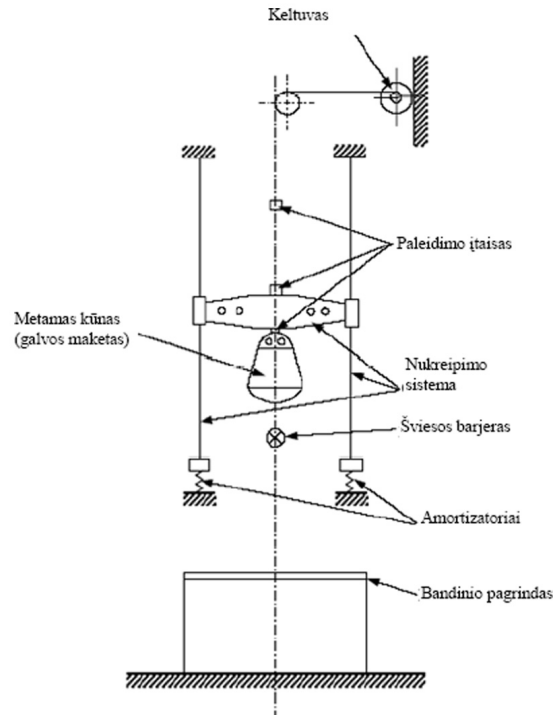 Keltuvas
Paleidimo įtaisas
Metamas kūnas
(galvos maketas)
Nukreipimo
sistema
Šviesos barjeras
Amortizatoriai
Bandinio pagrindas